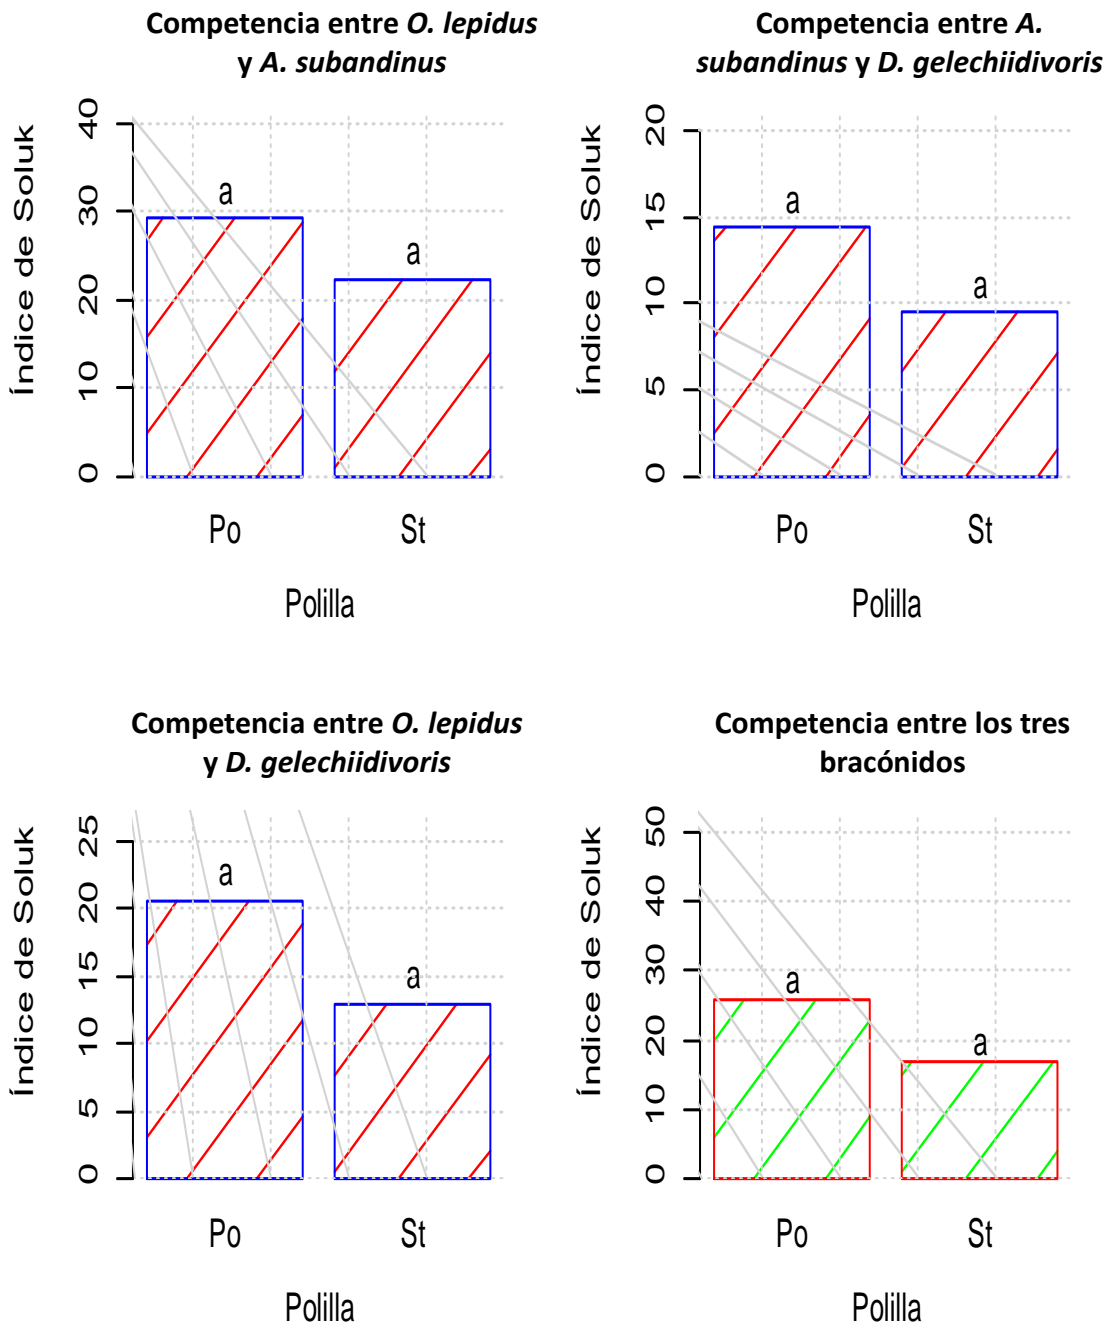 Competencia entre O. lepidus
y A. subandinus
Índice de Soluk
40
30
20
10
0
a
a
Po
St
Polilla
Competencia entre A.
subandinus y D. gelechiidivoris
Índice de Soluk
20
15
10
5
0
a
a
Po
St
Polilla
Competencia entre O. lepidus
y D. gelechiidivoris
Índice de Soluk
25
20
15
10
5
0
a
a
Po
St
Polilla
Competencia entre los tres
bracónidos
Índice de Soluk
50
40
30
20
10
0
a
a
Po
St
Polilla